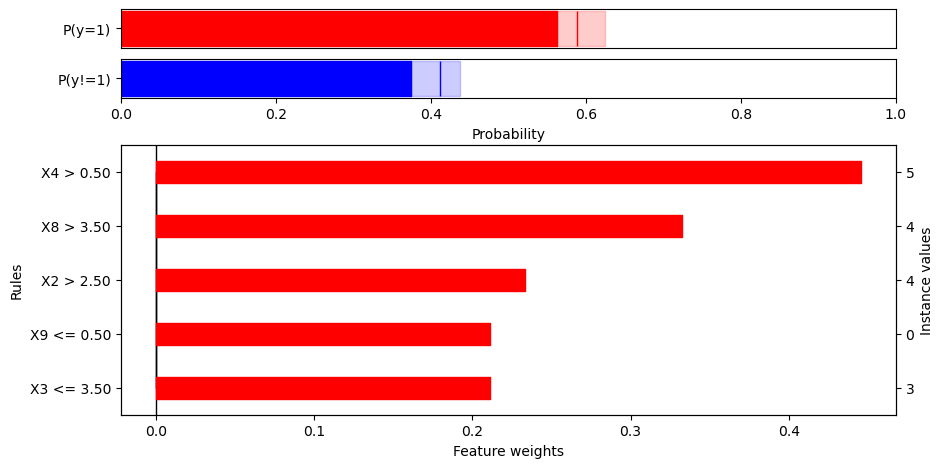 P(y=1)
P(y!=1)
0.0 0.2 0.4 0.6 0.8 1.0
Probability
X4 > 0.50 5
X8 > 3.50 4
X2 > 2.50 4
X9 <= 0.50 0
X3 <= 3.50 3
Rules
Instance values
0.0 0.1 0.2 0.3 0.4
Feature weights